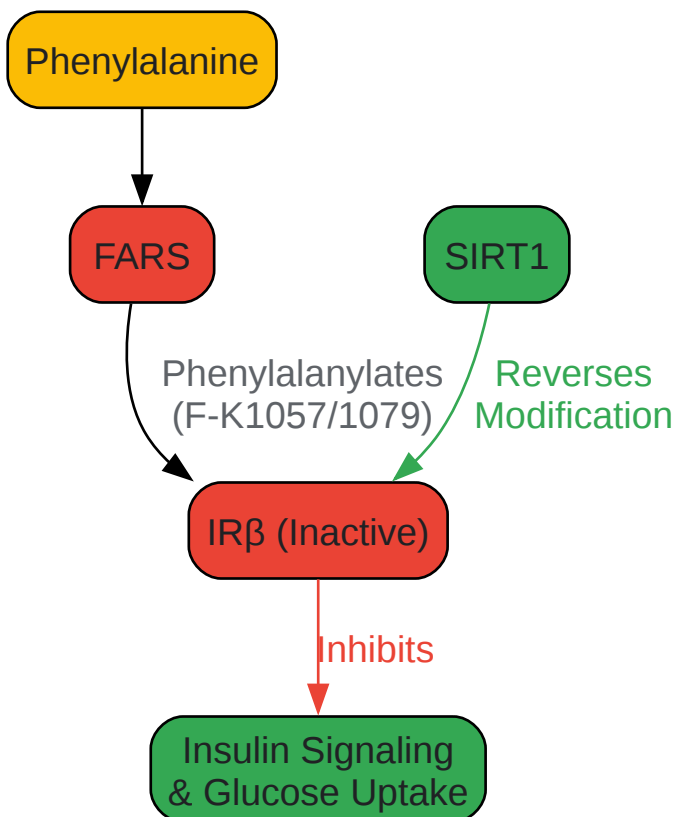 Phenylalanine
FARS
SIRT1
Phenylalanylates
(F-K1057/1079)
Reverses
Modification
IRβ (Inactive)
Inhibits
Insulin Signaling
& Glucose Uptake